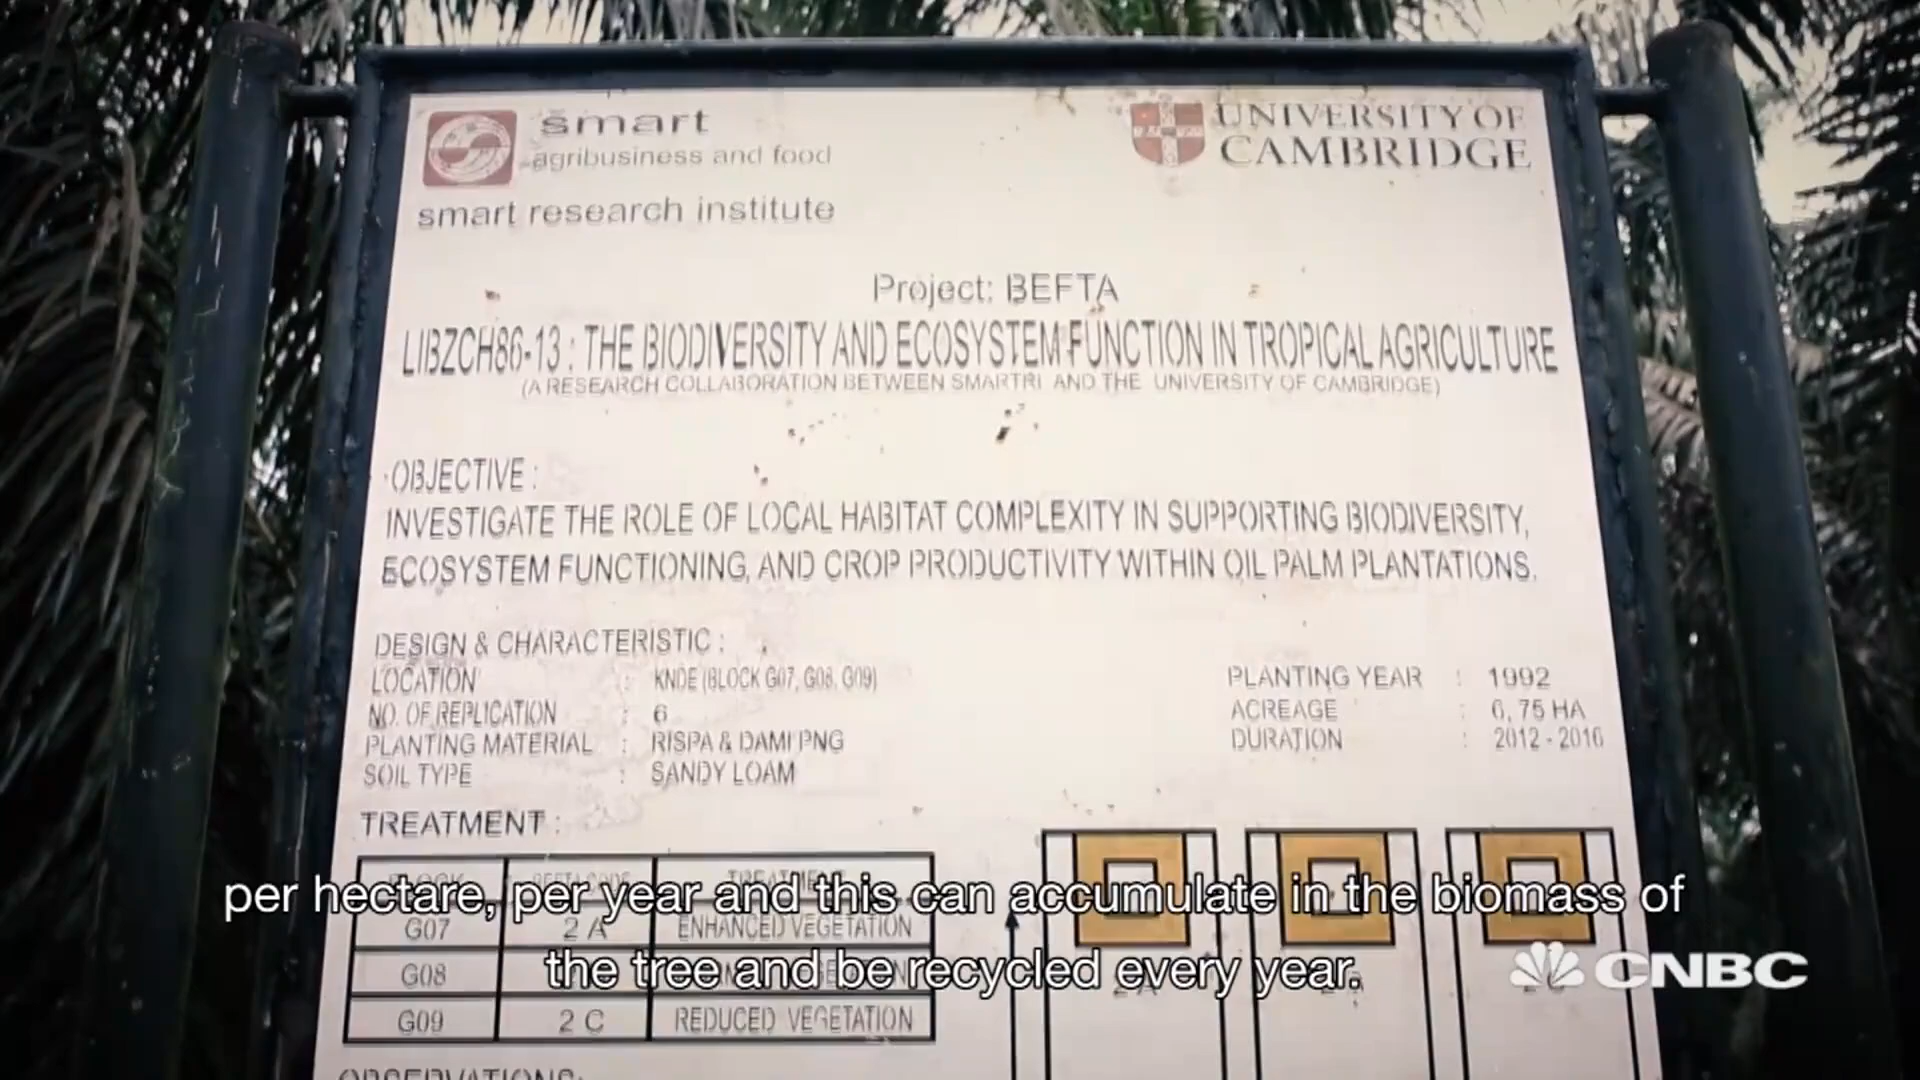 smart
agribusiness and food
smart research institute
UNIVERSITY OF
CAMBRIDGE
Project: BEFTA
LIBZCH86-13 : THE BIODIVERSITY AND ECOSYSTEM FUNCTION IN TROPICAL AGRICULTURE
(A RESEARCH COLLABORATION BETWEEN SMARTRI AND THE UNIVERSITY OF CAMBRIDGE)
OBJECTIVE :
INVESTIGATE THE ROLE OF LOCAL HABITAT COMPLEXITY IN SUPPORTING BIODIVERSITY,
ECOSYSTEM FUNCTIONING, AND CROP PRODUCTIVITY WITHIN OIL PALM PLANTATIONS.
DESIGN & CHARACTERISTIC :
LOCATION : KNDE (BLOCK G07, G08, G09)
NO. OF REPLICATION : 6
PLANTING MATERIAL : RISPA & DAMI PNG
SOIL TYPE : SANDY LOAM
PLANTING YEAR : 1992
ACREAGE : 6,75 HA
DURATION : 2012 - 2016
TREATMENT :
TREATMENT
G07 2 A ENHANCED VEGETATION
G08
G09 2 C REDUCED VEGETATION
OBSERVATIONS:
2 A
per hectare, per year and this can accumulate in the biomass of
the tree and be recycled every year.
CNBC